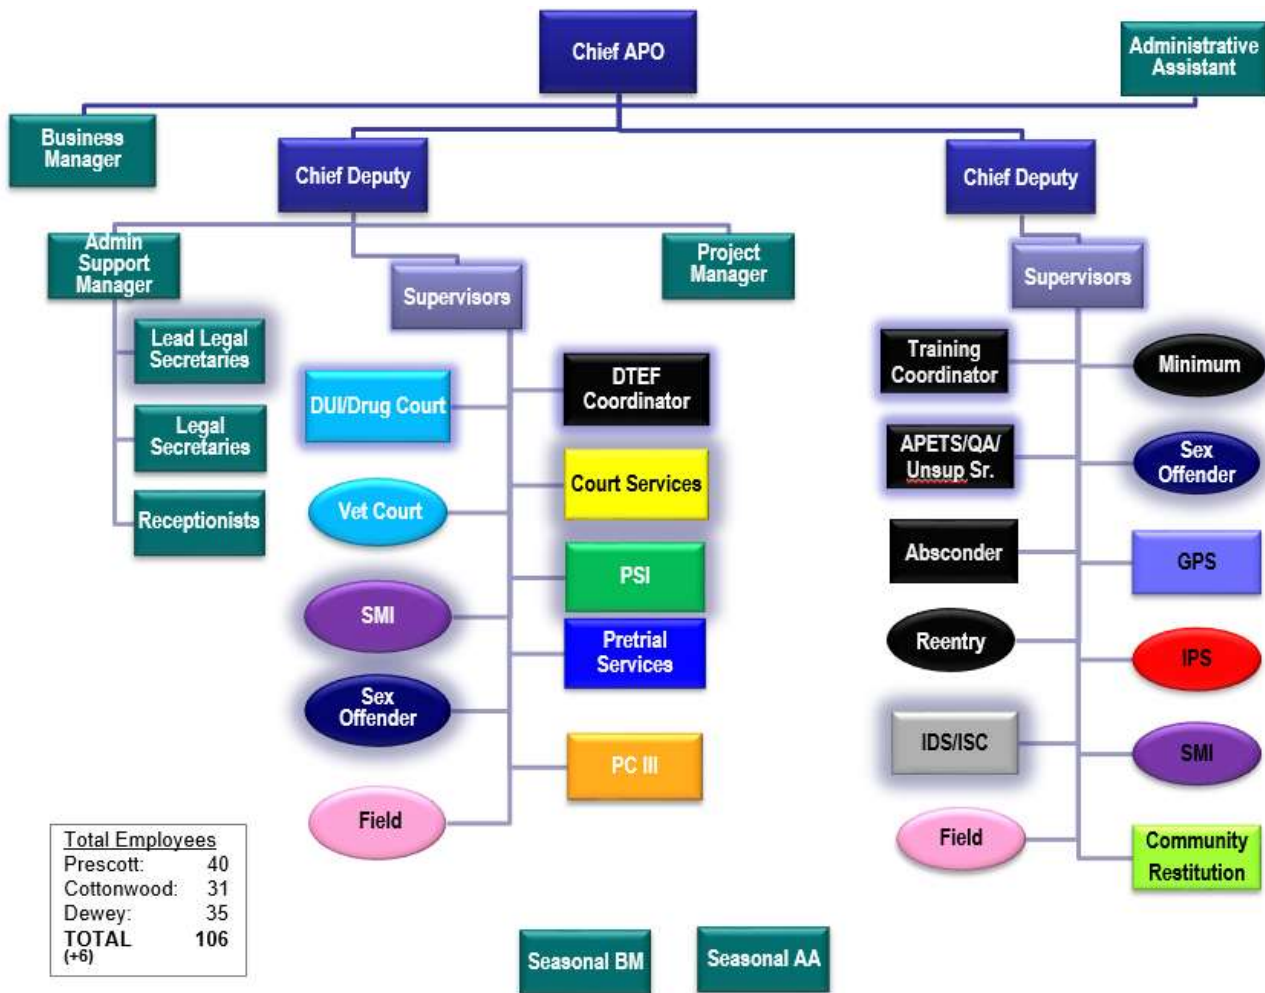 Chief APO
Administrative
Assistant
Business
Manager
Chief Deputy
Chief Deputy
Admin
Support
Manager
Project
Manager
Supervisors
Supervisors
Lead Legal
Secretaries
Legal
Secretaries
Receptionists
DUI/Drug Court
Vet Court
SMI
Sex
Offender
Field
DTEF
Coordinator
Court Services
PSI
Pretrial
Services
PC III
Training
Coordinator
APETS/QA/
Unsup Sr.
Absconder
Reentry
IDS/ISC
Field
Minimum
Sex
Offender
GPS
IPS
SMI
Community
Restitution
Total Employees
Prescott: 40
Cottonwood: 31
Dewey: 35
TOTAL 106
(+6)
Seasonal BM
Seasonal AA